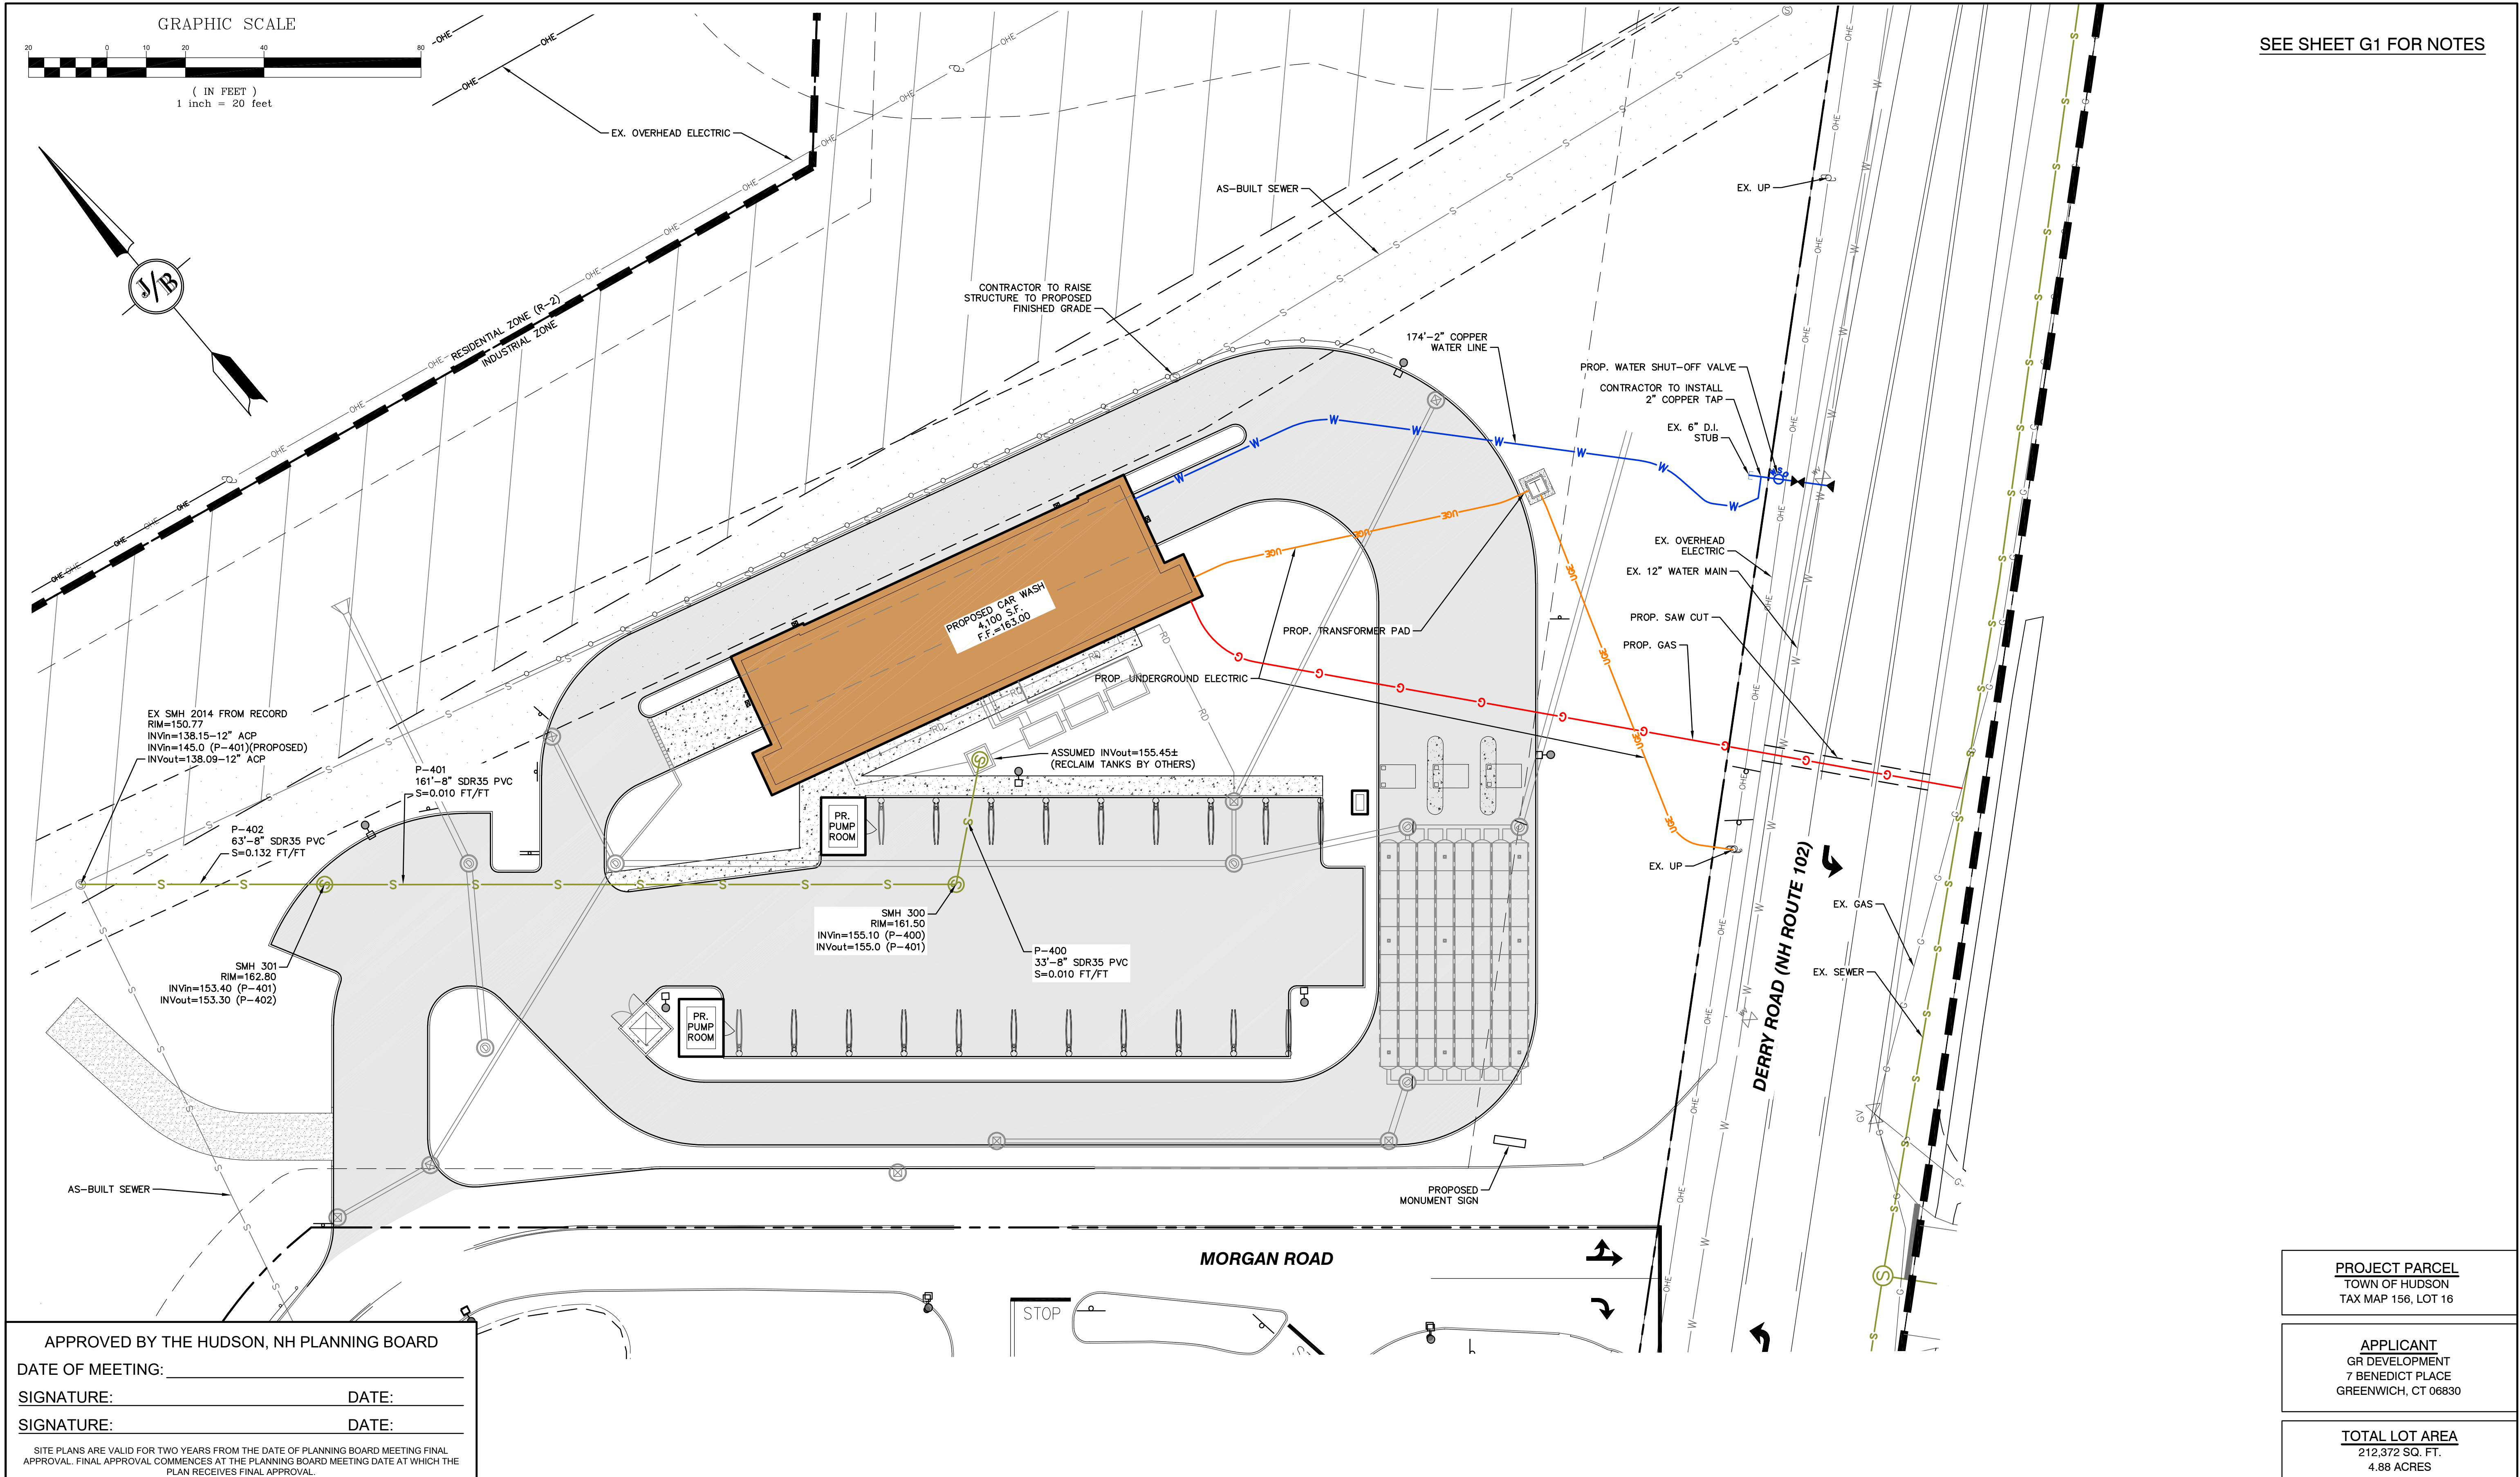 GRAPHIC SCALE
20 0 10 20 40 80
( IN FEET )
1 inch = 20 feet
SEE SHEET G1 FOR NOTES
J/B
EX. OVERHEAD ELECTRIC
AS-BUILT SEWER
EX. UP
RESIDENTIAL ZONE (R-2)
INDUSTRIAL ZONE
CONTRACTOR TO RAISE
STRUCTURE TO PROPOSED
FINISHED GRADE
174'-2" COPPER
WATER LINE
PROP. WATER SHUT-OFF VALVE
CONTRACTOR TO INSTALL
2" COPPER TAP
EX. 6" D.I.
STUB
EX. OVERHEAD
ELECTRIC
EX. 12" WATER MAIN
PROP. SAW CUT
PROP. GAS
PROPOSED CAR WASH
4,100 S.F.
F.F.=163.00
PROP. TRANSFORMER PAD
PROP. UNDERGROUND ELECTRIC
ASSUMED INVout=155.45±
(RECLAIM TANKS BY OTHERS)
EX SMH 2014 FROM RECORD
RIM=150.77
INVin=138.15-12" ACP
INVin=145.0 (P-401)(PROPOSED)
INVout=138.09-12" ACP
P-401
161'-8" SDR35 PVC
S=0.010 FT/FT
P-402
63'-8" SDR35 PVC
S=0.132 FT/FT
PR.
PUMP
ROOM
EX. UP
SMH 300
RIM=161.50
INVin=155.10 (P-400)
INVout=155.0 (P-401)
P-400
33'-8" SDR35 PVC
S=0.010 FT/FT
SMH 301
RIM=162.80
INVin=153.40 (P-401)
INVout=153.30 (P-402)
PR.
PUMP
ROOM
DERRY ROAD (NH ROUTE 102)
EX. GAS
EX. SEWER
AS-BUILT SEWER
PROPOSED
MONUMENT SIGN
MORGAN ROAD
STOP
APPROVED BY THE HUDSON, NH PLANNING BOARD
DATE OF MEETING:
SIGNATURE: DATE:
SIGNATURE: DATE:
SITE PLANS ARE VALID FOR TWO YEARS FROM THE DATE OF PLANNING BOARD MEETING FINAL
APPROVAL. FINAL APPROVAL COMMENCES AT THE PLANNING BOARD MEETING DATE AT WHICH THE
PLAN RECEIVES FINAL APPROVAL.
PROJECT PARCEL
TOWN OF HUDSON
TAX MAP 156, LOT 16
APPLICANT
GR DEVELOPMENT
7 BENEDICT PLACE
GREENWICH, CT 06830
TOTAL LOT AREA
212,372 SQ. FT.
4.88 ACRES